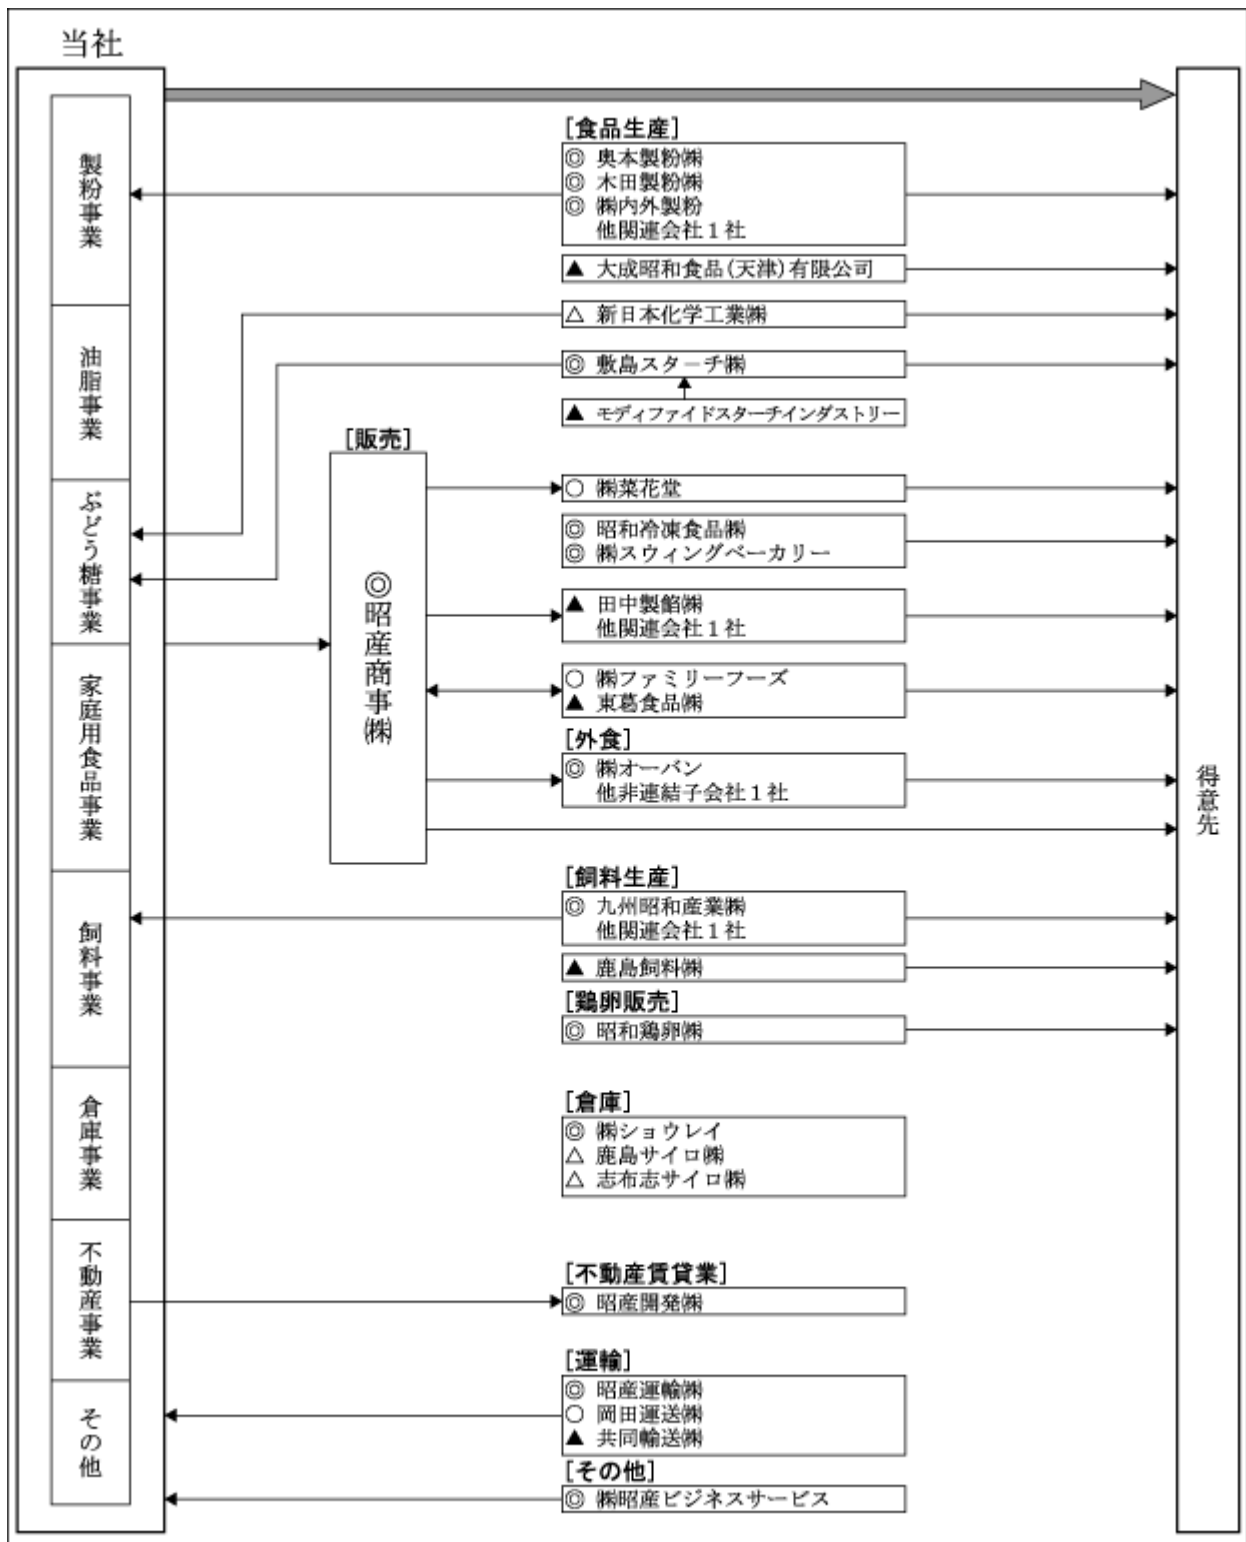 当社
製粉事業
油脂事業
ぶどう糖事業
家庭用食品事業
飼料事業
倉庫事業
不動産事業
その他
[販売]
◎昭産商事㈱
[食品生産]
◎ 奥本製粉㈱
◎ 木田製粉㈱
◎ ㈱内外製粉
他関連会社１社
▲ 大成昭和食品(天津)有限公司
△ 新日本化学工業㈱
◎ 敷島スターチ㈱
▲ モディファイドスターチインダストリー
○ ㈱菜花堂
◎ 昭和冷凍食品㈱
◎ ㈱スウィングベーカリー
▲ 田中製餡㈱
他関連会社１社
○ ㈱ファミリーフーズ
▲ 東葛食品㈱
[外食]
◎ ㈱オーバン
他非連結子会社１社
[飼料生産]
◎ 九州昭和産業㈱
他関連会社１社
▲ 鹿島飼料㈱
[鶏卵販売]
◎ 昭和鶏卵㈱
[倉庫]
◎ ㈱ショウレイ
△ 鹿島サイロ㈱
△ 志布志サイロ㈱
[不動産賃貸業]
◎ 昭産開発㈱
[運輸]
◎ 昭産運輸㈱
○ 岡田運送㈱
▲ 共同輸送㈱
[その他]
◎ ㈱昭産ビジネスサービス
得意先